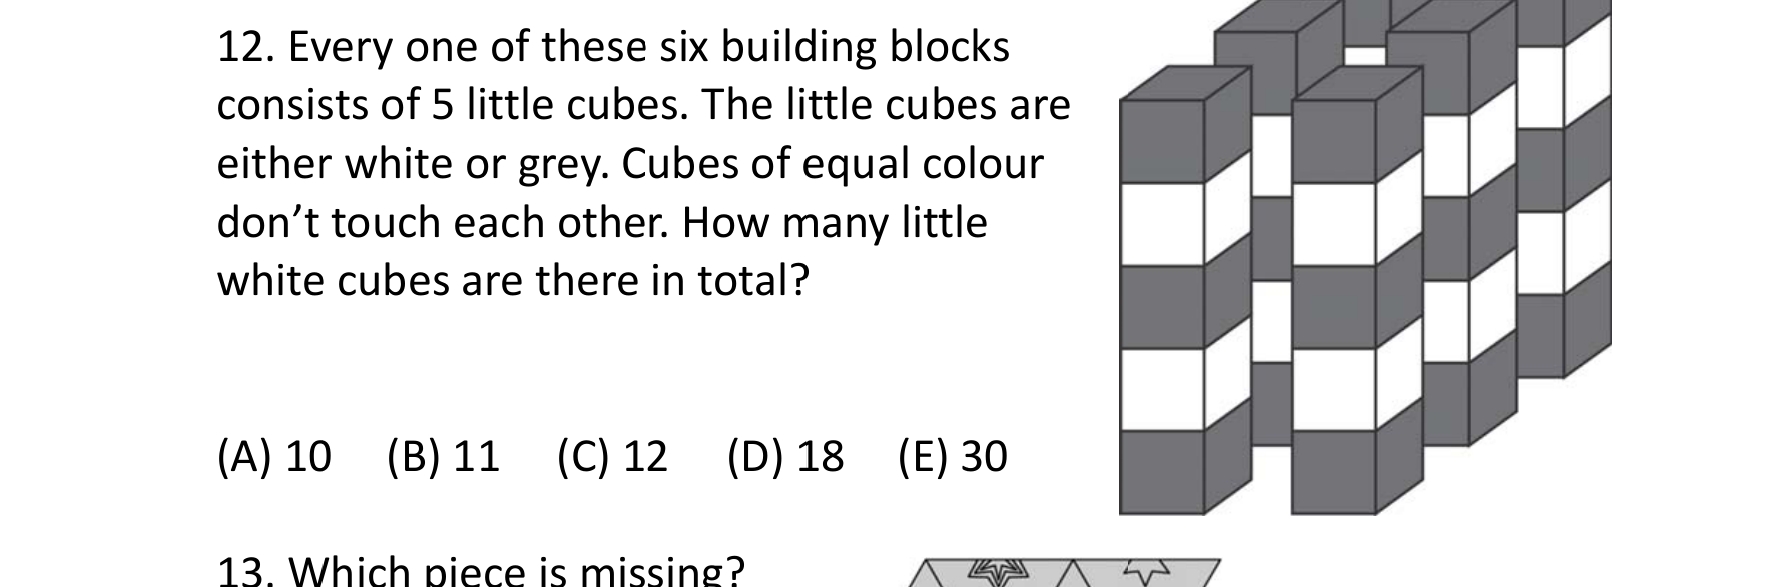 12. Every one of these six building blocks
consists of 5 little cubes. The little cubes are
either white or grey. Cubes of equal colour
don’t touch each other. How many little
white cubes are there in total?
(A) 10 (B) 11 (C) 12 (D) 18 (E) 30
13. Which piece is missing?